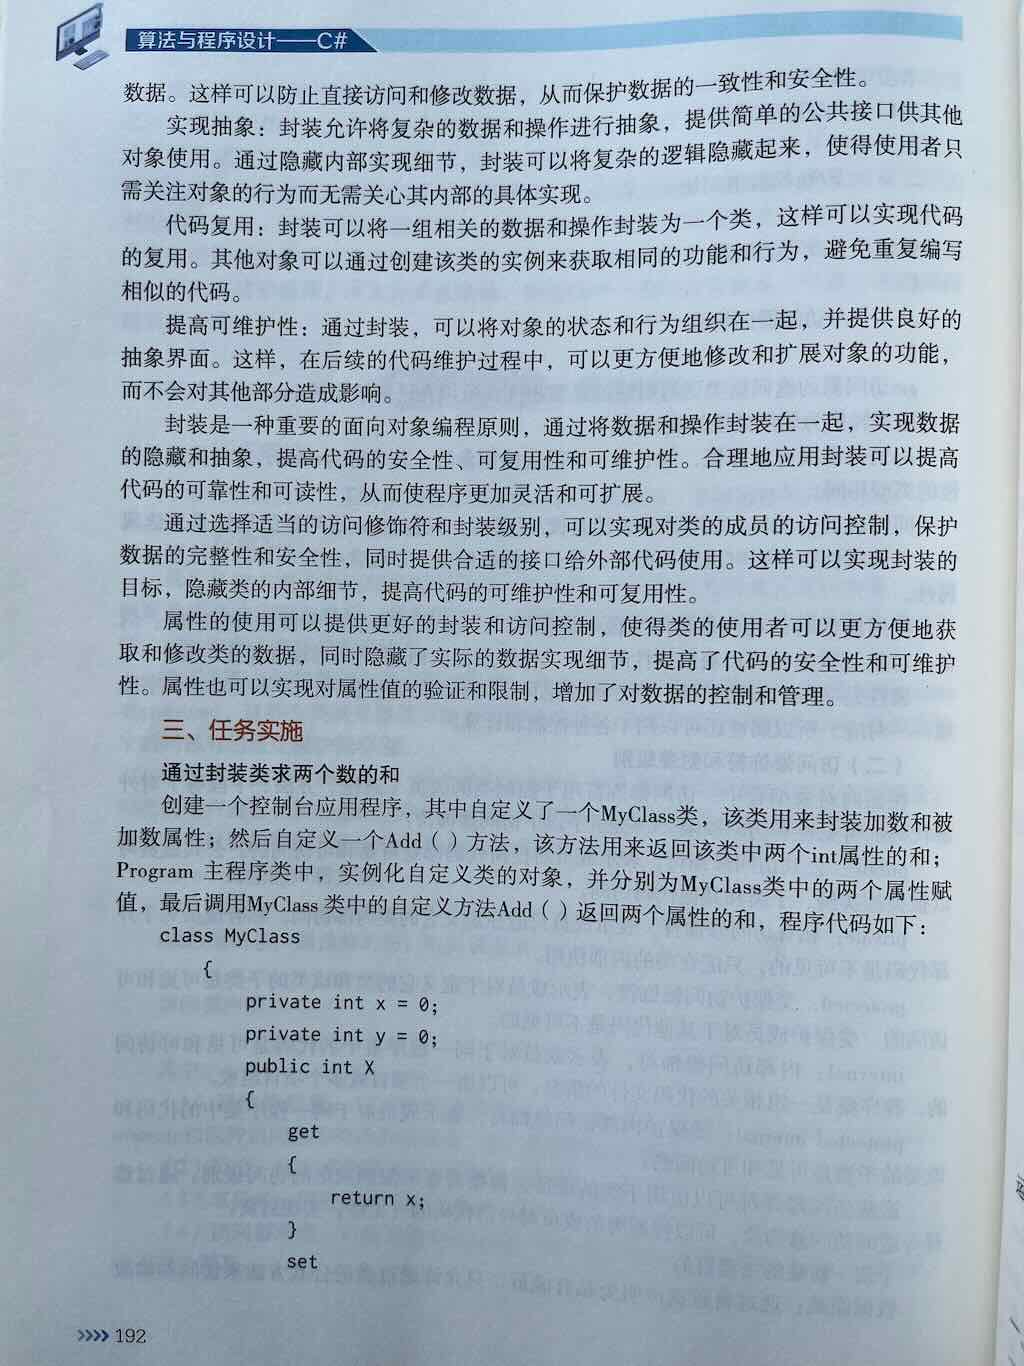 算法与程序设计——C#
数据。这样可以防止直接访问和修改数据，从而保护数据的一致性和安全性。
实现抽象：封装允许将复杂的数据和操作进行抽象，提供简单的公共接口供其他
对象使用。通过隐藏内部实现细节，封装可以将复杂的逻辑隐藏起来，使得使用者只
需关注对象的行为而无需关心其内部的具体实现。
代码复用：封装可以将一组相关的数据和操作封装为一个类，这样可以实现代码
的复用。其他对象可以通过创建该类的实例来获取相同的功能和行为，避免重复编写
相似的代码。
提高可维护性：通过封装，可以将对象的状态和行为组织在一起，并提供良好的
抽象界面。这样，在后续的代码维护过程中，可以更方便地修改和扩展对象的功能，
而不会对其他部分造成影响。
封装是一种重要的面向对象编程原则，通过将数据和操作封装在一起，实现数据
的隐藏和抽象，提高代码的安全性、可复用性和可维护性。合理地应用封装可以提高
代码的可靠性和可读性，从而使程序更加灵活和可扩展。
通过选择适当的访问修饰符和封装级别，可以实现对类的成员的访问控制，保护
数据的完整性和安全性，同时提供合适的接口给外部代码使用。这样可以实现封装的
目标，隐藏类的内部细节，提高代码的可维护性和可复用性。
属性的使用可以提供更好的封装和访问控制，使得类的使用者可以更方便地获
取和修改类的数据，同时隐藏了实际的数据实现细节，提高了代码的安全性和可维护
性。属性也可以实现对属性值的验证和限制，增加了对数据的控制和管理。
三、任务实施
通过封装类求两个数的和
创建一个控制台应用程序，其中自定义了一个MyClass类，该类用来封装加数和被
加数属性；然后自定义一个Add（）方法，该方法用来返回该类中两个int属性的和；
Program 主程序类中，实例化自定义类的对象，并分别为MyClass类中的两个属性赋
值，最后调用MyClass 类中的自定义方法Add（）返回两个属性的和，程序代码如下：
class MyClass
{
private int x = 0;
private int y = 0;
public int X
{
get
{
return x;
}
set
>>>> 192